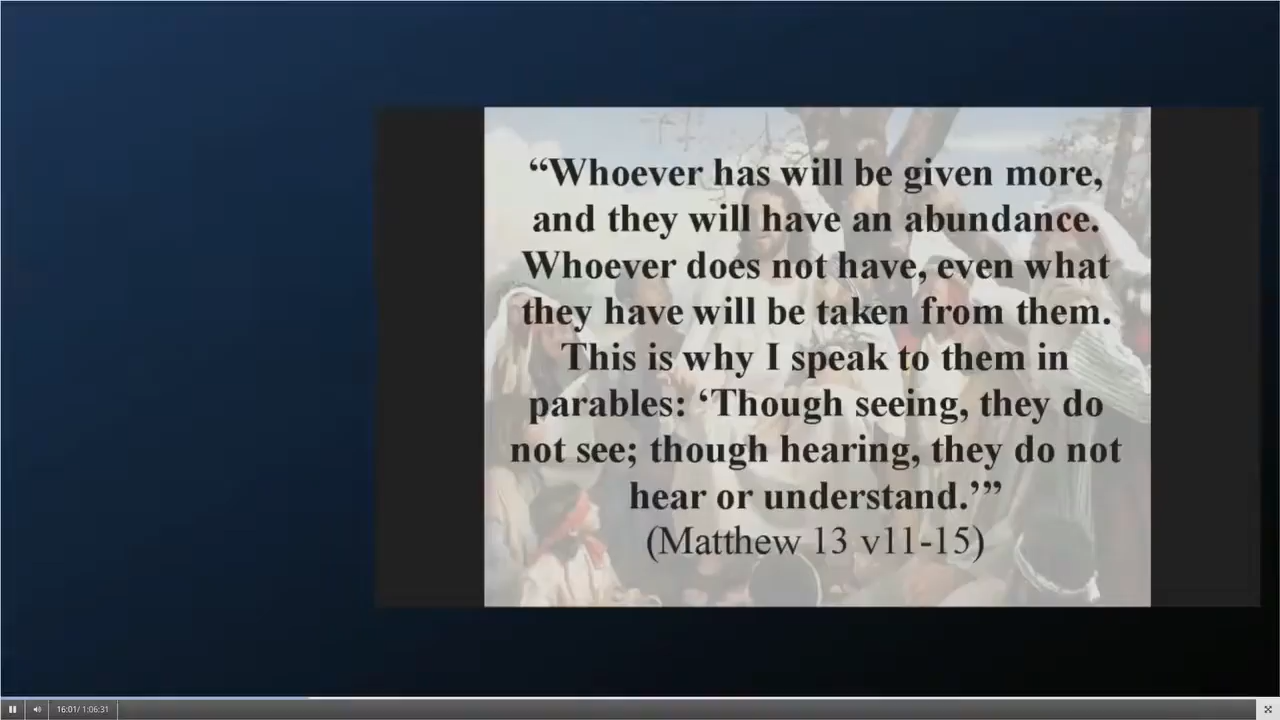 “Whoever has will be given more,
and they will have an abundance.
Whoever does not have, even what
they have will be taken from them.
This is why I speak to them in
parables: ‘Though seeing, they do
not see; though hearing, they do not
hear or understand.’”
(Matthew 13 v11-15)
16:01/ 1:06:31